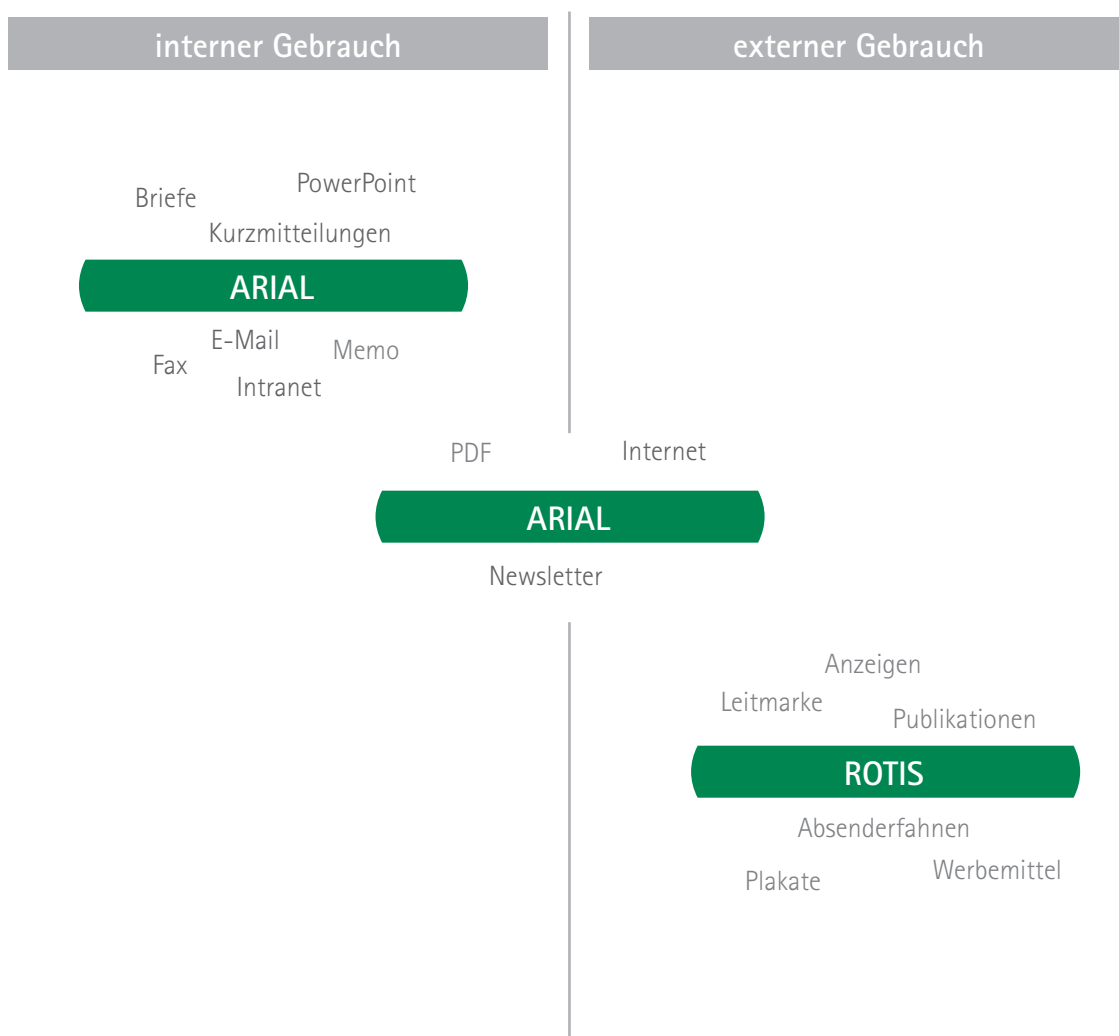 interner Gebrauch
externer Gebrauch
PowerPoint
Briefe
Kurzmitteilungen
ARIAL
E-Mail
Memo
Fax
Intranet
PDF
Internet
ARIAL
Newsletter
Anzeigen
Leitmarke
Publikationen
ROTIS
Absenderfahnen
Werbemittel
Plakate